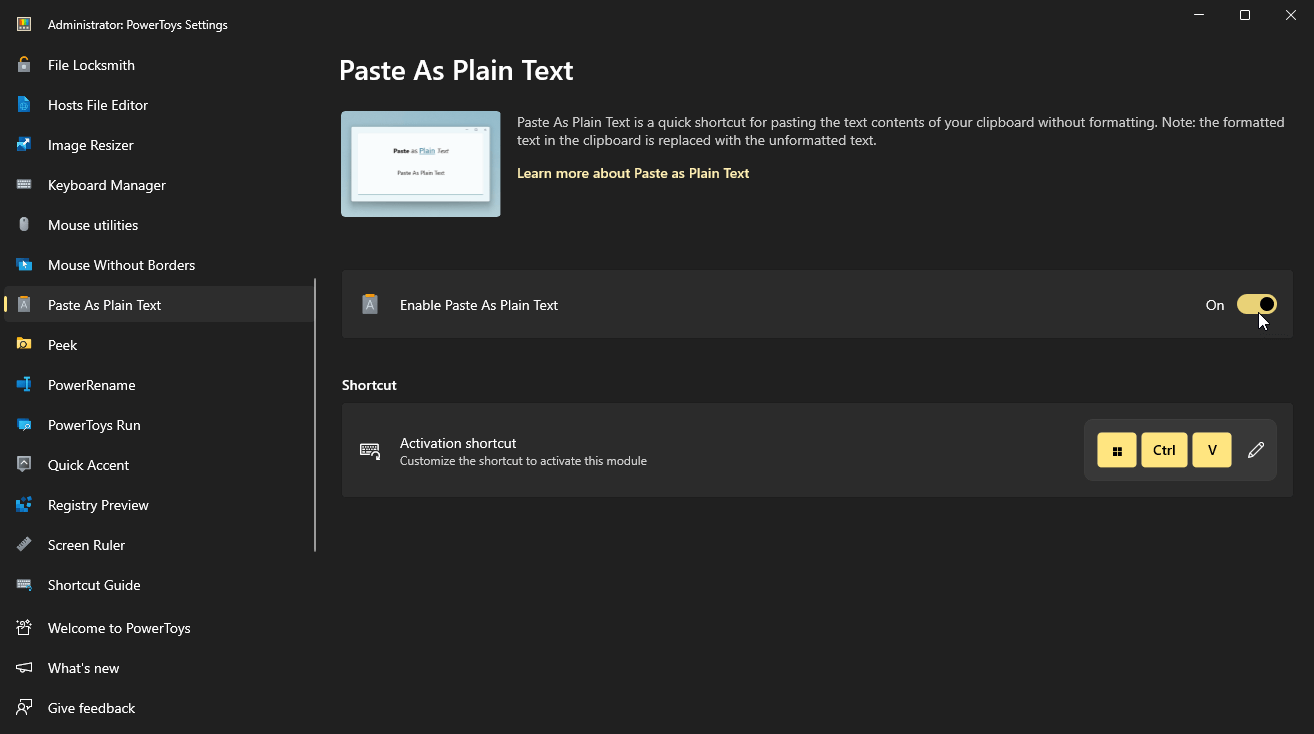 Administrator: PowerToys Settings
File Locksmith
Hosts File Editor
Image Resizer
Keyboard Manager
Mouse utilities
Mouse Without Borders
Paste As Plain Text
Peek
PowerRename
PowerToys Run
Quick Accent
Registry Preview
Screen Ruler
Shortcut Guide
Welcome to PowerToys
What's new
Give feedback
Paste As Plain Text
Paste as Plain Text
Paste As Plain Text
Paste As Plain Text is a quick shortcut for pasting the text contents of your clipboard without formatting. Note: the formatted
text in the clipboard is replaced with the unformatted text.
Learn more about Paste as Plain Text
A Enable Paste As Plain Text On
Shortcut
Activation shortcut
Customize the shortcut to activate this module
Ctrl V